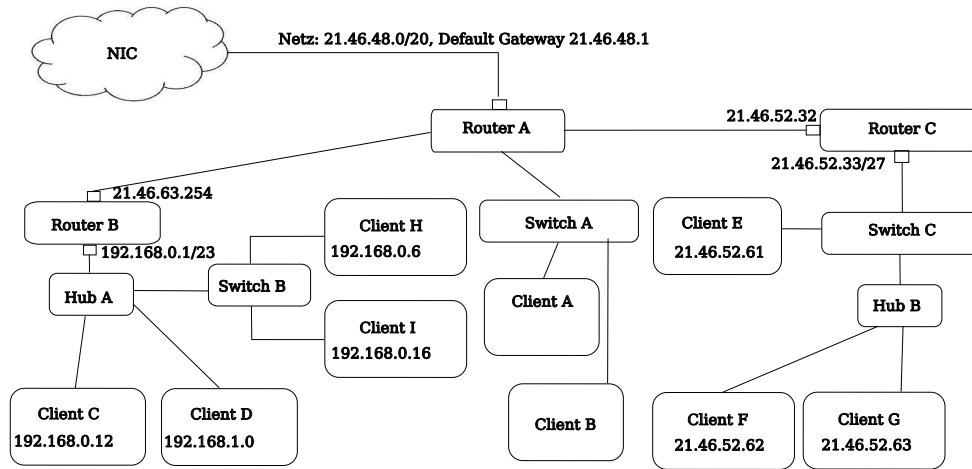 Netz: 21.46.48.0/20, Default Gateway 21.46.48.1
NIC
21.46.52.32
Router A
Router C
21.46.52.33/27
21.46.63.254
Router B
192.168.0.1/23
Client H
192.168.0.6
Switch A
Client E
21.46.52.61
Switch C
Hub A
Switch B
Client A
Hub B
Client I
192.168.0.16
Client C
192.168.0.12
Client D
192.168.1.0
Client B
Client F
21.46.52.62
Client G
21.46.52.63